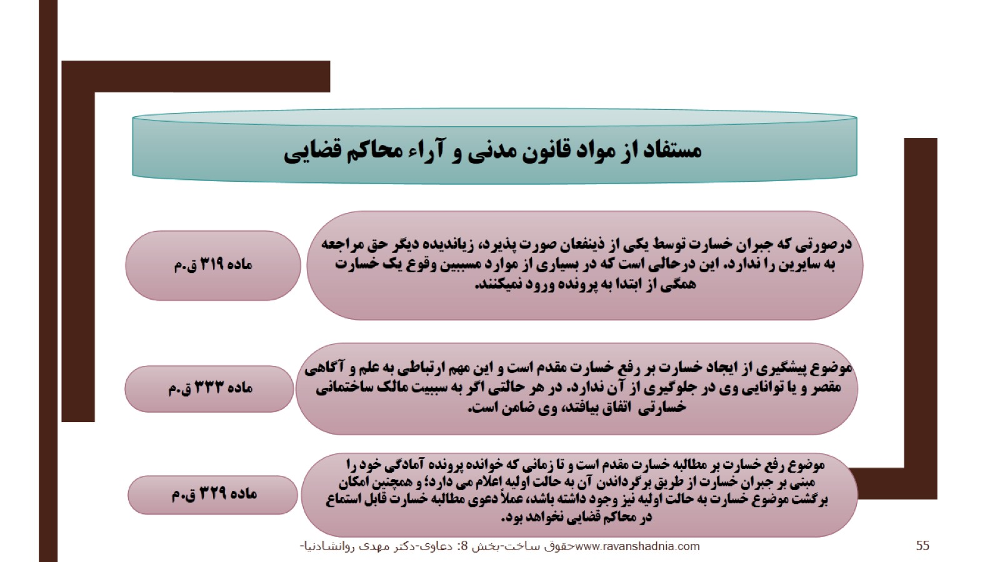 مستفاد از مواد قانون مدنی و آراء محاکم قضایی
درصورتی که جبران خسارت توسط یکی از ذینفعان صورت پذیرد، زیاندیده دیگر حق مراجعه
به سایرین را ندارد. این درحالی است که در بسیاری از موارد مسببین وقوع یک خسارت
همگی از ابتدا به پرونده ورود نمیکنند.
ماده ۳۱۹ ق.م
موضوع پیشگیری از ایجاد خسارت بر رفع خسارت مقدم است و این مهم ارتباطی به علم و آگاهی
مقصر و یا توانایی وی در جلوگیری از آن ندارد. در هر حالتی اگر به سببیت مالک ساختمانی
خسارتی اتفاق بیافتد، وی ضامن است.
ماده ۳۳۳ ق.م
موضوع رفع خسارت بر مطالبه خسارت مقدم است و تا زمانی که خوانده پرونده آمادگی خود را
مبنی بر جبران خسارت از طریق برگرداندن آن به حالت اولیه اعلام می دارد؛ و همچنین امکان
برگشت موضوع خسارت به حالت اولیه نیز وجود داشته باشد، عملاً دعوی مطالبه خسارت قابل استماع
در محاکم قضایی نخواهد بود.
ماده ۳۲۹ ق.م
حقوق ساخت-بخش 8: دعاوی-دکتر مهدی روانشادنیا-www.ravanshadnia.com
55